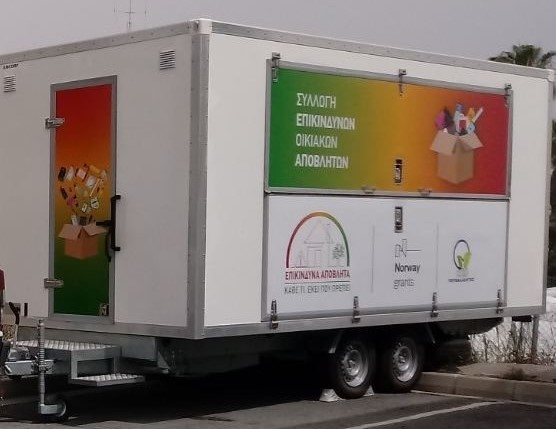 ΣΥΛΛΟΓΗ
ΕΠΙΚΙΝΔΥΝΩΝ
ΟΙΚΙΑΚΩΝ
ΑΠΟΒΛΗΤΩΝ
ΕΠΙΚΙΝΔΥΝΑ ΑΠΟΒΛΗΤΑ
ΚΑΘΕ ΤΙ, ΕΚΕΙ ΠΟΥ ΠΡΕΠΕΙ
Norway
grants